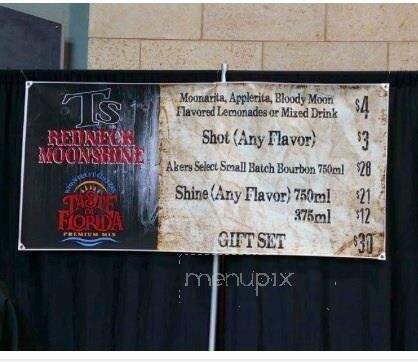 Ts
REDNECK
MOONSHINE
TASTE
OF
FLORIDA
PREMIUM MIX
Moonarita, Applerita, Bloody Moon
Flavored Lemonades or Mixed Drink $4
Shot (Any Flavor) $3
Akers Select Small Batch Bourbon 750ml $28
Shine (Any Flavor) 750ml $21
375ml $12
GIFT SET $30
menupix